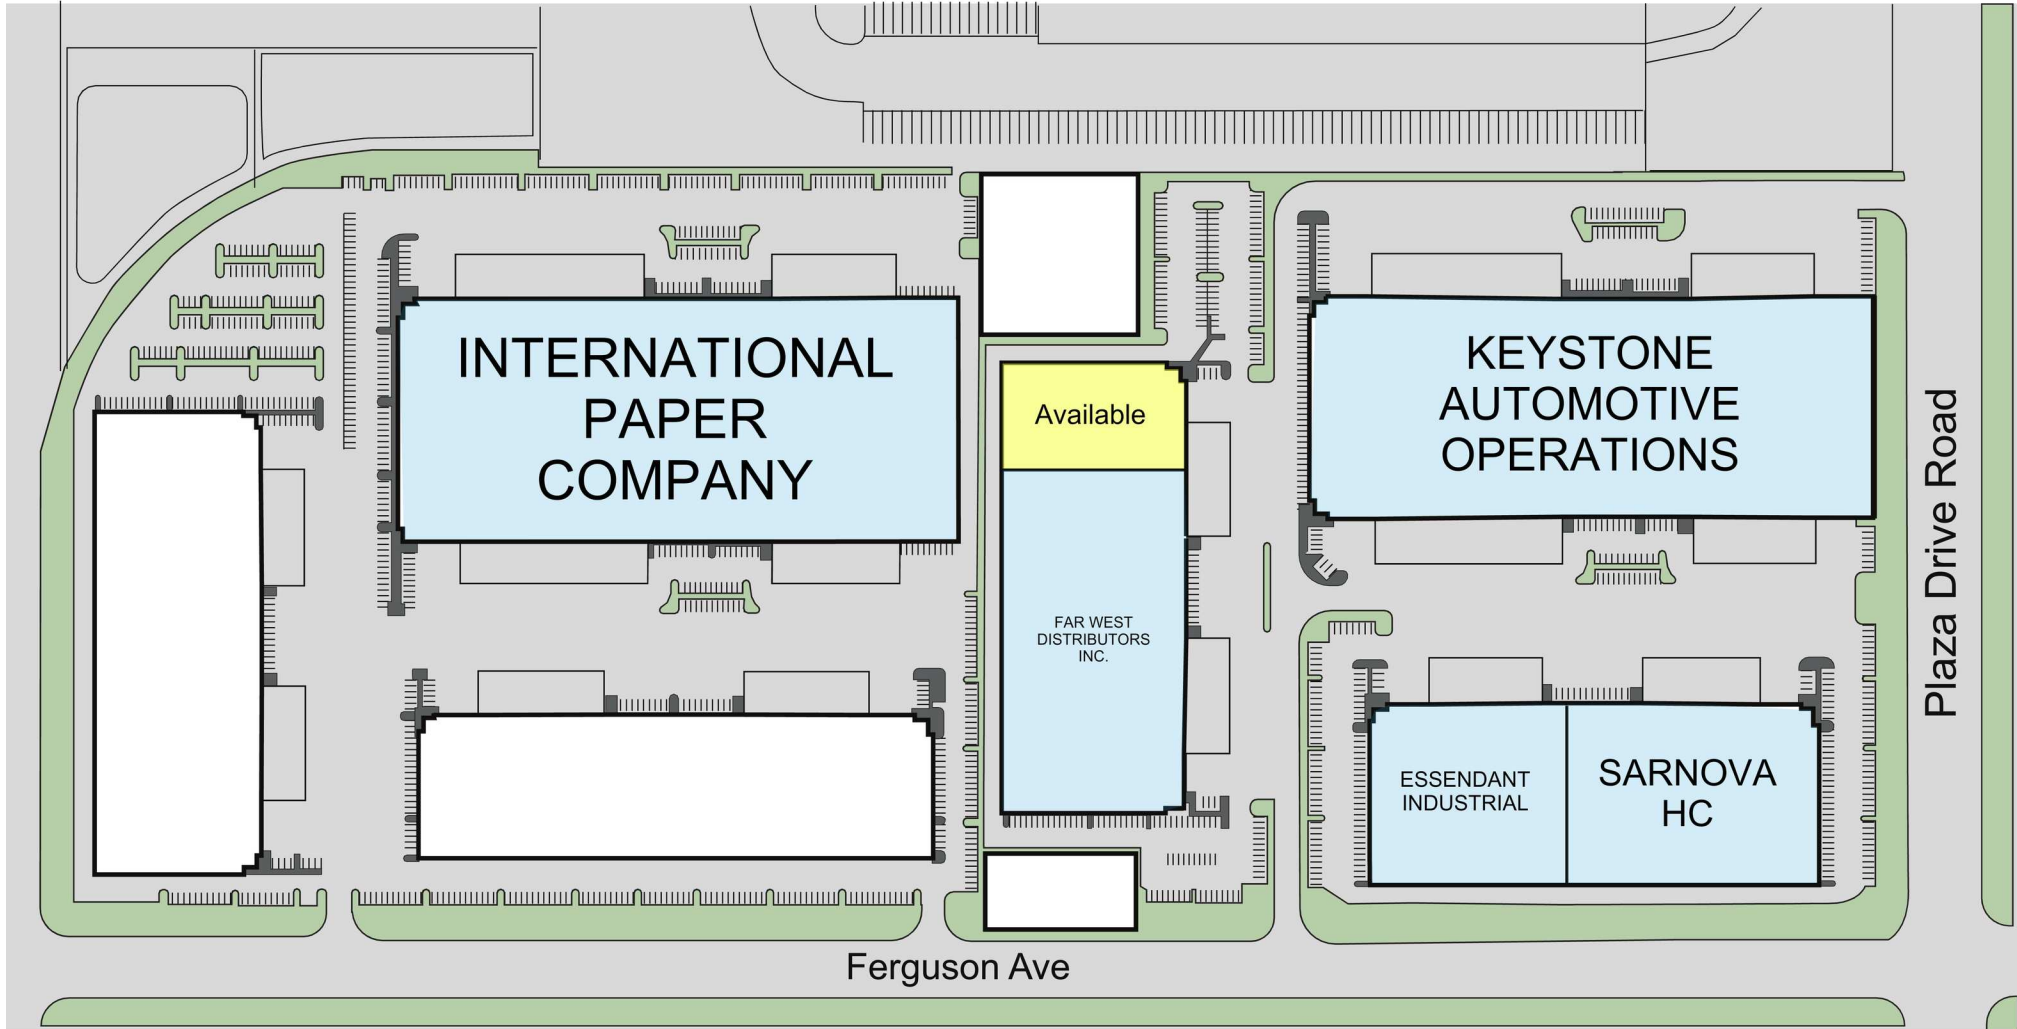 INTERNATIONAL
PAPER
COMPANY
Available
FAR WEST
DISTRIBUTORS
INC.
KEYSTONE
AUTOMOTIVE
OPERATIONS
ESSENDANT
INDUSTRIAL
SARNOVA
HC
Plaza Drive Road
Ferguson Ave